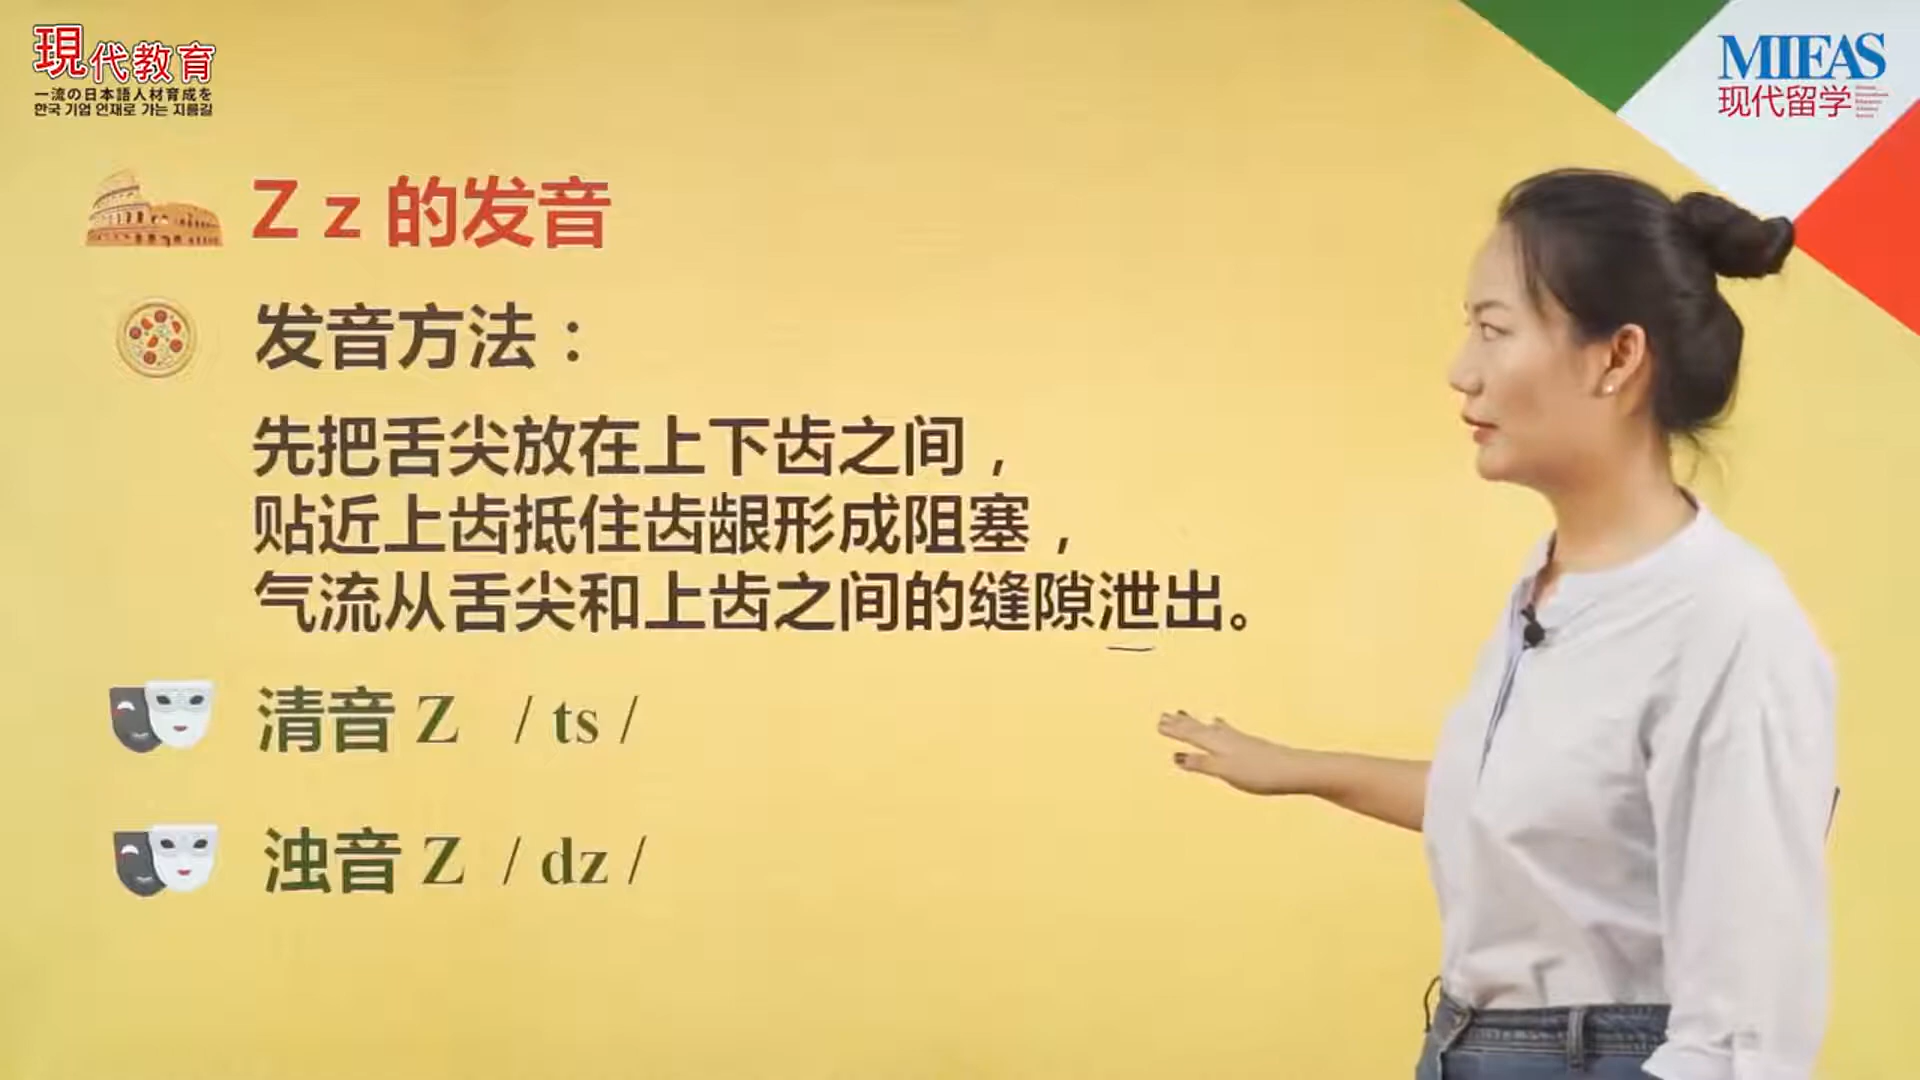 現代教育
一流の日本語人材育成を
한국 기업 인재로 가는 지름길
MIEAS
现代留学
Z z 的发音
发音方法：
先把舌尖放在上下齿之间，
贴近上齿抵住齿龈形成阻塞，
气流从舌尖和上齿之间的缝隙泄出。
清音 Z / ts /
浊音 Z / dz /